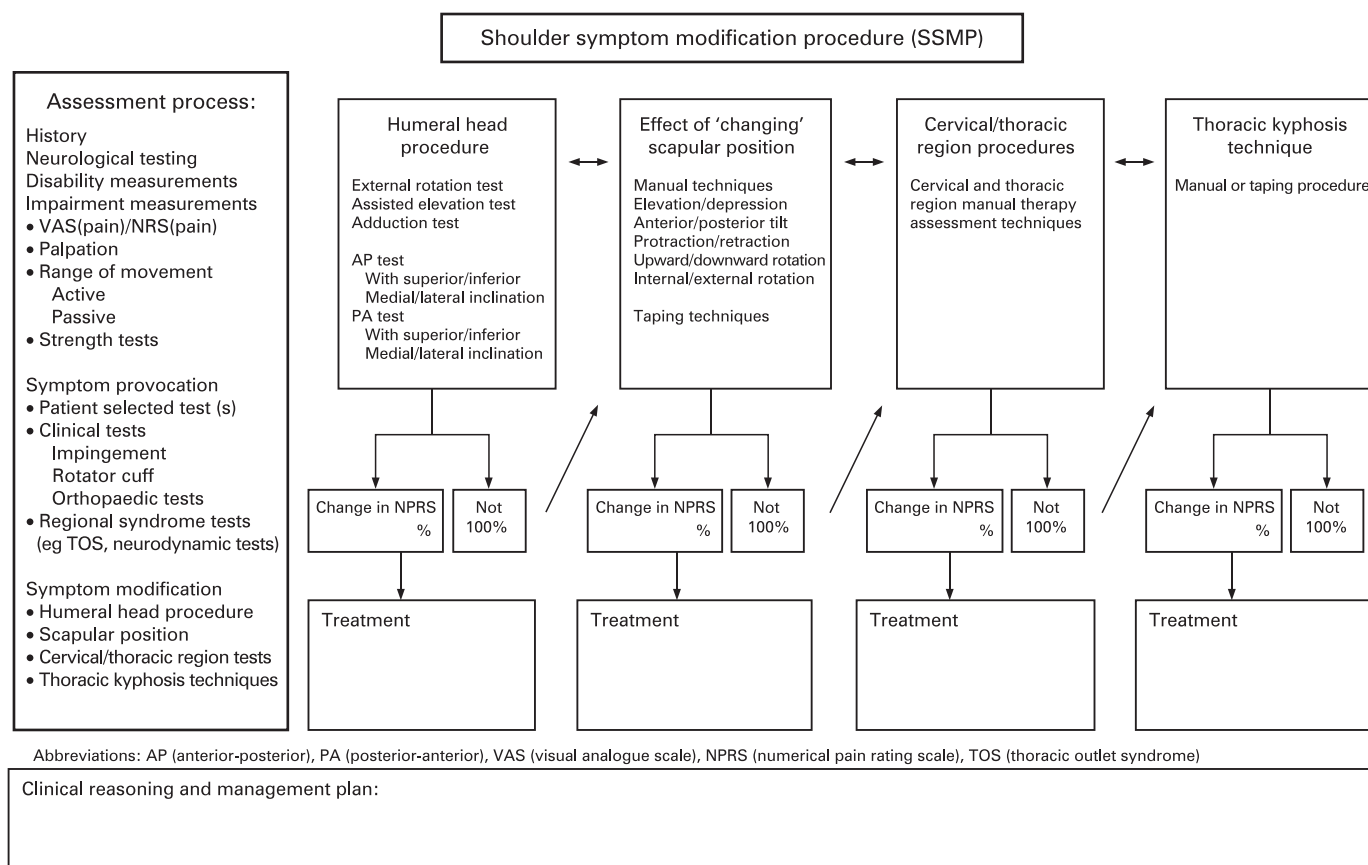 Shoulder symptom modification procedure (SSMP)
Assessment process:
History
Neurological testing
Disability measurements
Impairment measurements
• VAS(pain)/NRS(pain)
• Palpation
• Range of movement
Active
Passive
• Strength tests
Symptom provocation
• Patient selected test (s)
• Clinical tests
Impingement
Rotator cuff
Orthopaedic tests
• Regional syndrome tests
(eg TOS, neurodynamic tests)
Symptom modification
• Humeral head procedure
• Scapular position
• Cervical/thoracic region tests
• Thoracic kyphosis techniques
Humeral head
procedure
External rotation test
Assisted elevation test
Adduction test
AP test
With superior/inferior
Medial/lateral inclination
PA test
With superior/inferior
Medial/lateral inclination
Change in NPRS
%
Not
100%
Treatment
Effect of ‘changing’
scapular position
Manual techniques
Elevation/depression
Anterior/posterior tilt
Protraction/retraction
Upward/downward rotation
Internal/external rotation
Taping techniques
Change in NPRS
%
Not
100%
Treatment
Cervical/thoracic
region procedures
Cervical and thoracic
region manual therapy
assessment techniques
Change in NPRS
%
Not
100%
Treatment
Thoracic kyphosis
technique
Manual or taping procedure
Change in NPRS
%
Not
100%
Treatment
Abbreviations: AP (anterior-posterior), PA (posterior-anterior), VAS (visual analogue scale), NPRS (numerical pain rating scale), TOS (thoracic outlet syndrome)
Clinical reasoning and management plan: